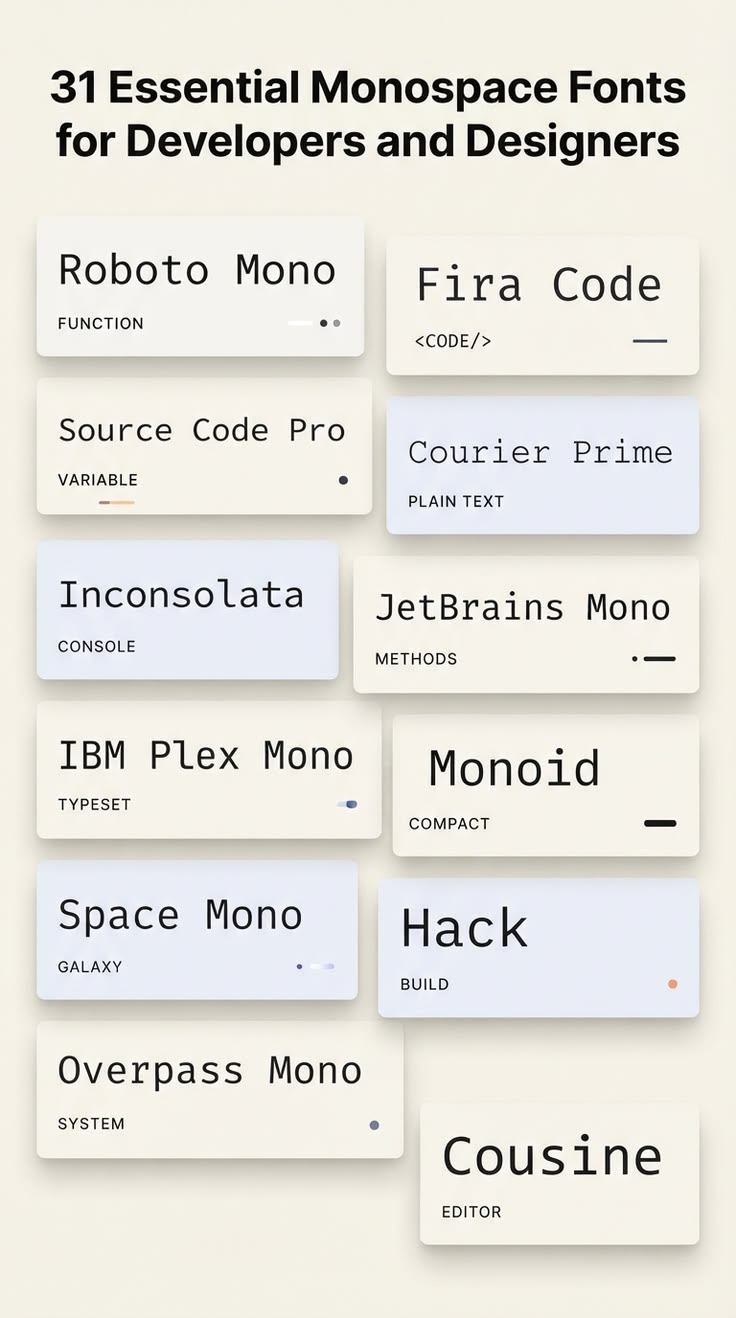 31 Essential Monospace Fonts
for Developers and Designers
Roboto Mono
FUNCTION
Fira Code
<CODE/>
Source Code Pro
VARIABLE
Courier Prime
PLAIN TEXT
Inconsolata
CONSOLE
JetBrains Mono
METHODS
IBM Plex Mono
TYPESET
Monoid
COMPACT
Space Mono
GALAXY
Hack
BUILD
Overpass Mono
SYSTEM
Cousine
EDITOR